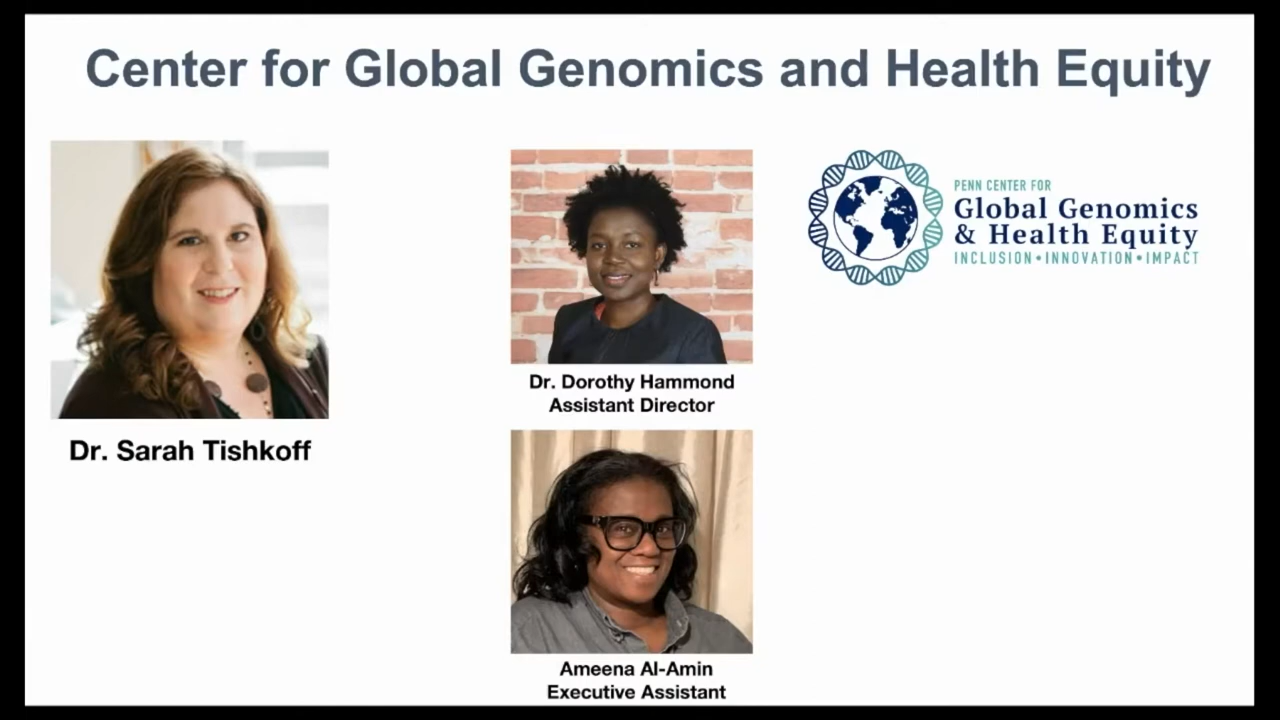 Center for Global Genomics and Health Equity
PENN CENTER FOR
Global Genomics
& Health Equity
INCLUSION•INNOVATION•IMPACT
Dr. Dorothy Hammond
Assistant Director
Dr. Sarah Tishkoff
Ameena Al-Amin
Executive Assistant